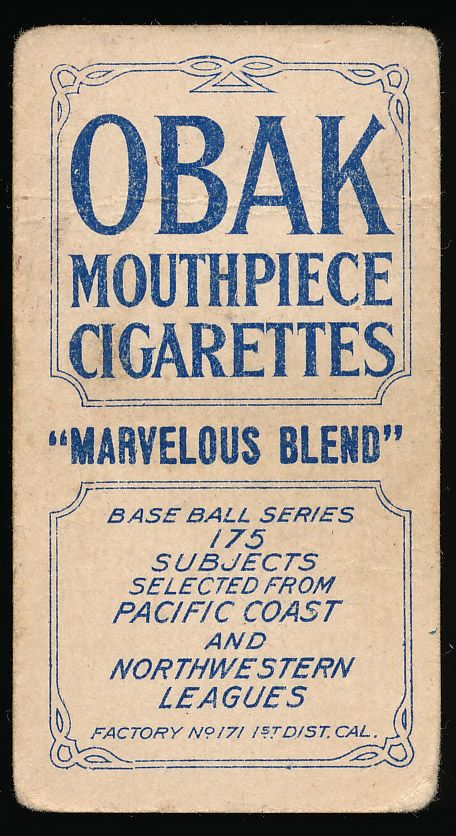 OBAK
MOUTHPIECE
CIGARETTES
"MARVELOUS BLEND"
BASE BALL SERIES
175
SUBJECTS
SELECTED FROM
PACIFIC COAST
AND
NORTHWESTERN
LEAGUES
FACTORY Nº 171 1ST DIST. CAL.